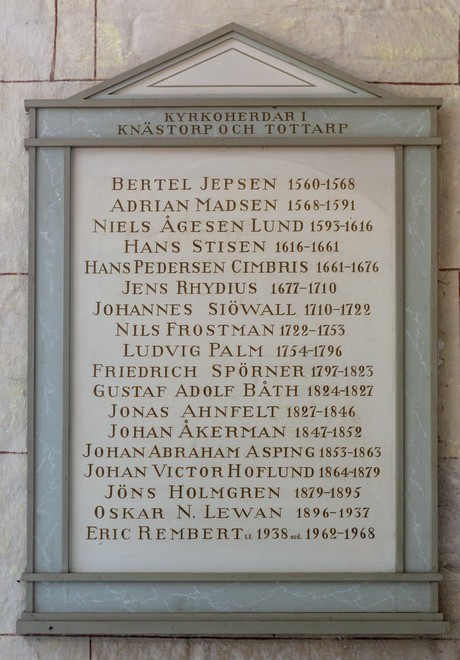 KYRKOHERDAR I
KNÄSTORP OCH TOTTARP
BERTEL JEPSEN 1560-1568
ADRIAN MADSEN 1568-1591
NIELS ÅGESEN LUND 1593-1616
HANS STISEN 1616-1661
HANS PEDERSEN CIMBRIS 1661-1676
JENS RHYDIUS 1677-1710
JOHANNES SIÖWALL 1710-1722
NILS FROSTMAN 1722-1753
LUDVIG PALM 1754-1796
FRIEDRICH SPÖRNER 1797-1823
GUSTAF ADOLF BÅTH 1824-1827
JONAS AHNFELT 1827-1846
JOHAN ÅKERMAN 1847-1852
JOHAN ABRAHAM ASPING 1853-1863
JOHAN VICTOR HOFLUND 1864-1879
JÖNS HOLMGREN 1879-1895
OSKAR N. LEWAN 1896-1937
ERIC REMBERT 1938 1962-1968